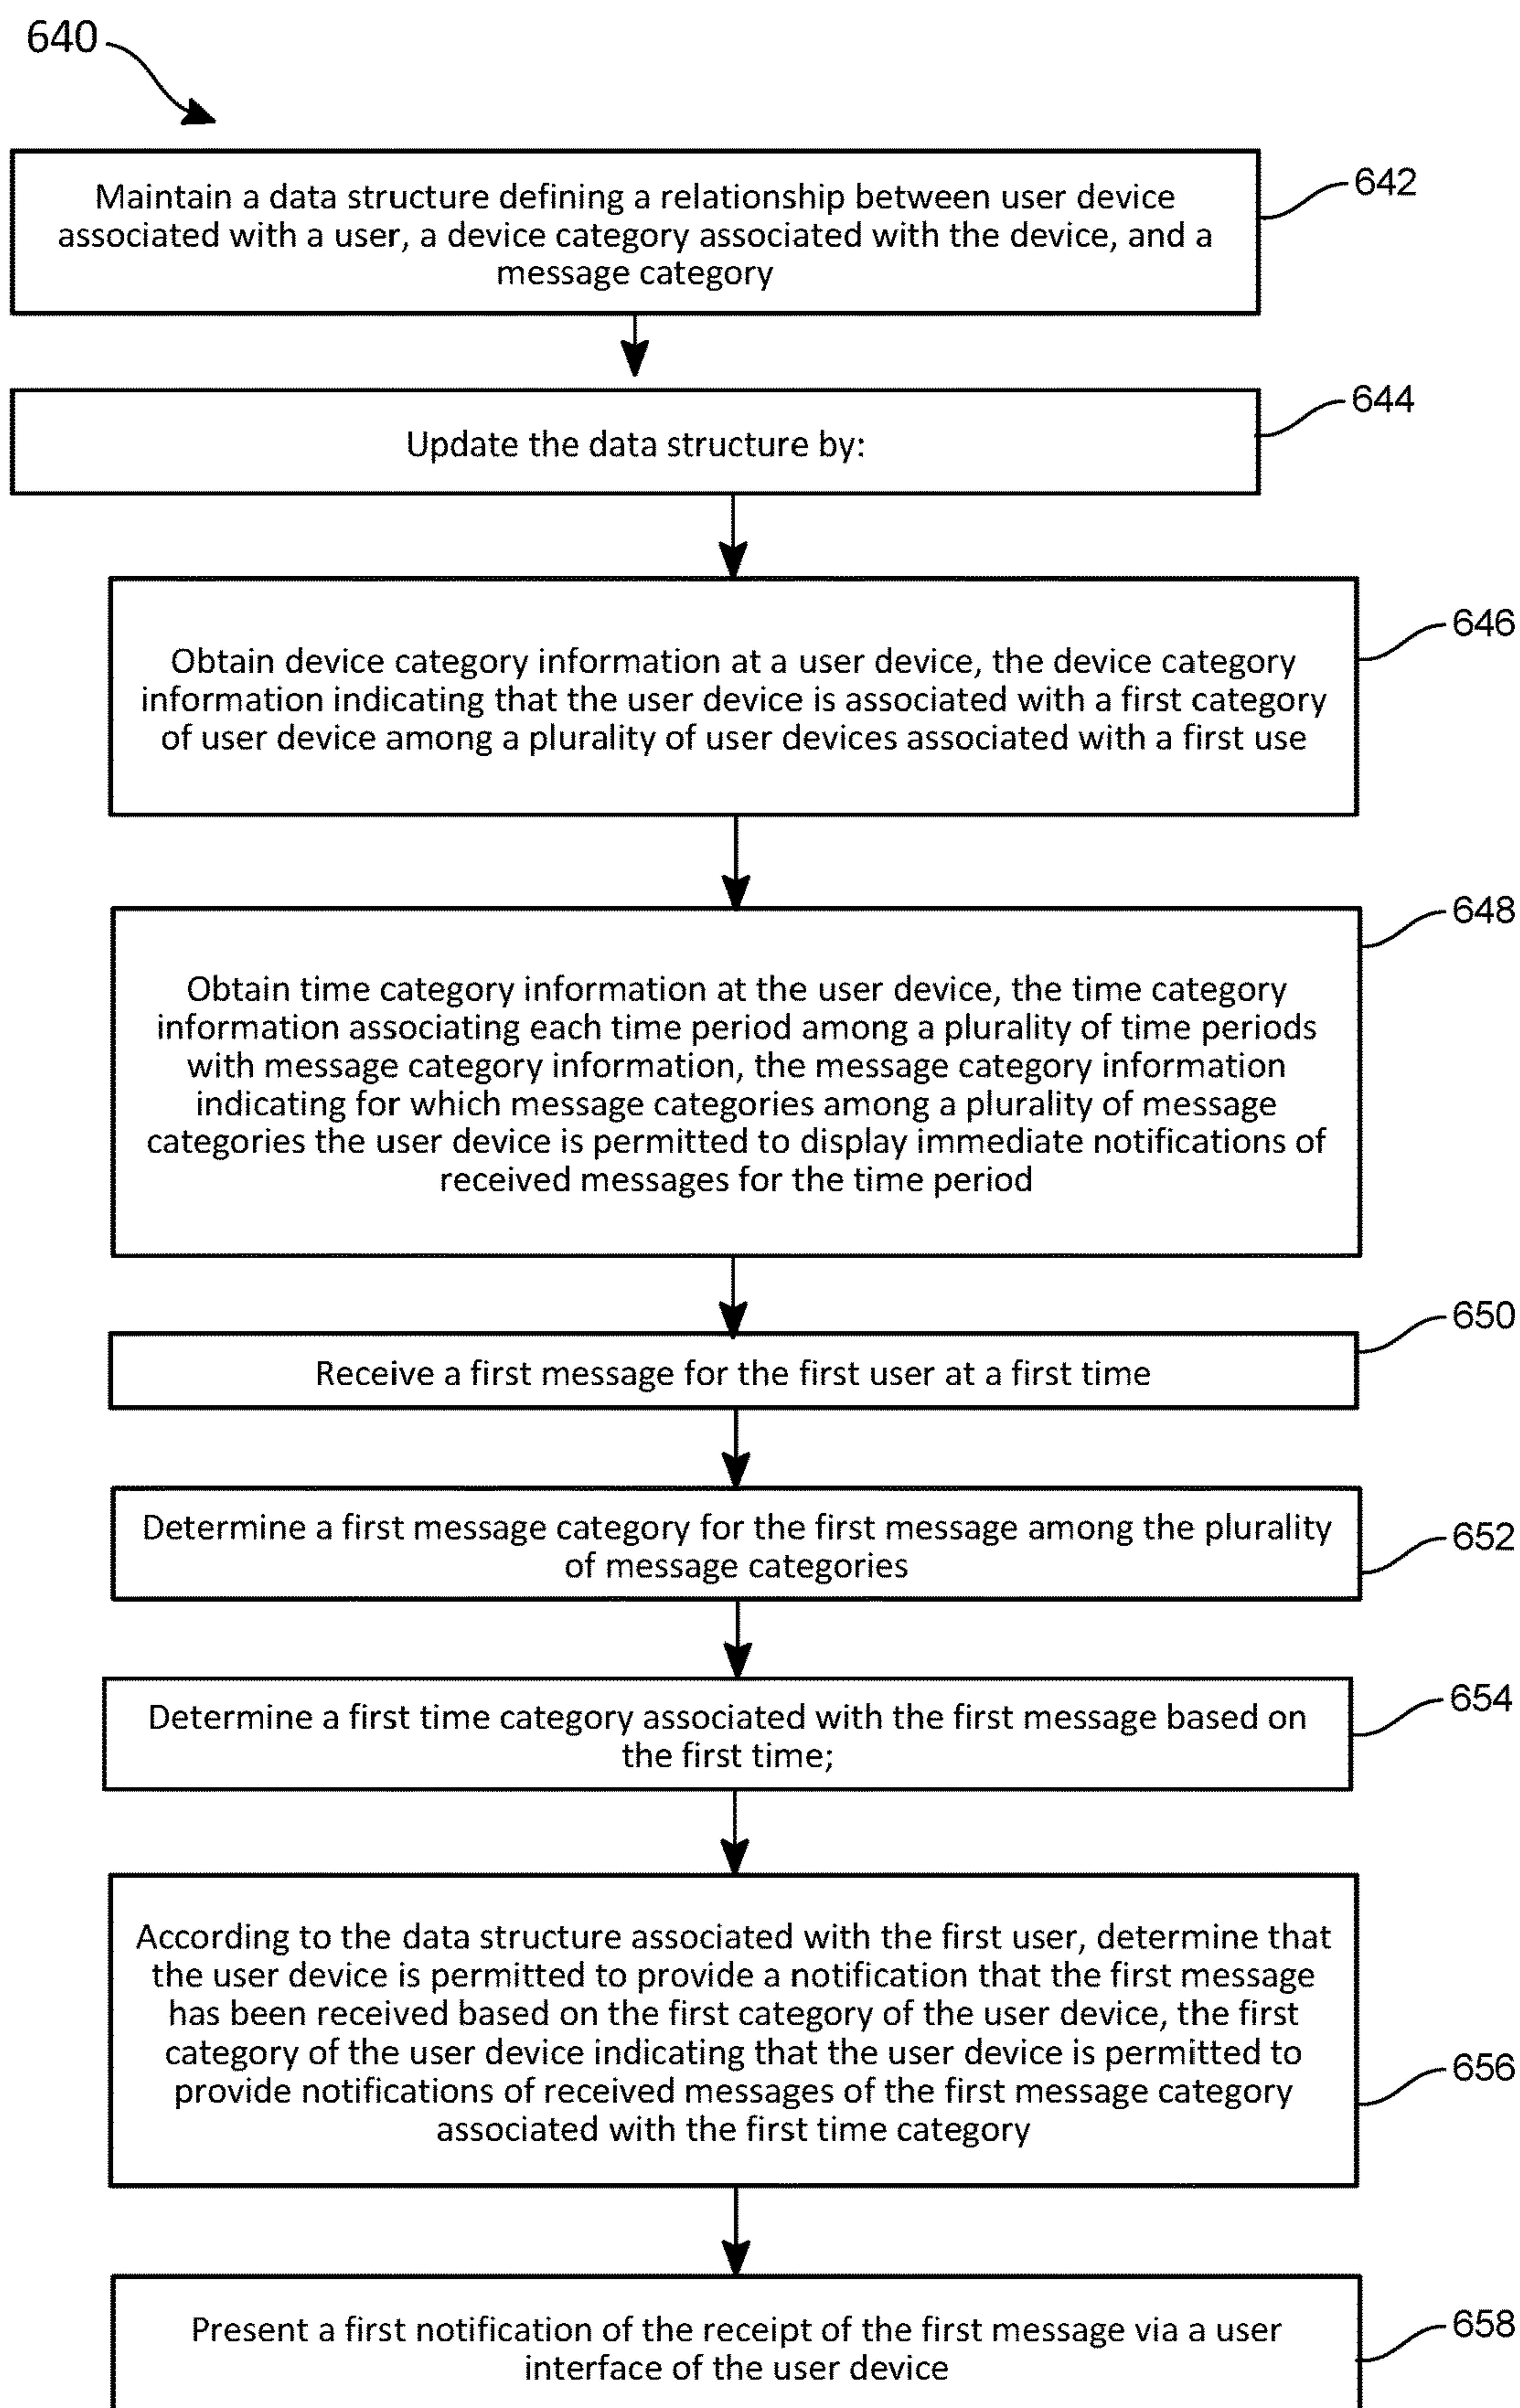 640
Maintain a data structure defining a relationship between user device
associated with a user, a device category associated with the device, and a
message category
642
Update the data structure by:
644
Obtain device category information at a user device, the device category
information indicating that the user device is associated with a first category
of user device among a plurality of user devices associated with a first use
646
Obtain time category information at the user device, the time category
information associating each time period among a plurality of time periods
with message category information, the message category information
indicating for which message categories among a plurality of message
categories the user device is permitted to display immediate notifications of
received messages for the time period
648
Receive a first message for the first user at a first time
650
Determine a first message category for the first message among the plurality
of message categories
652
Determine a first time category associated with the first message based on
the first time;
654
According to the data structure associated with the first user, determine that
the user device is permitted to provide a notification that the first message
has been received based on the first category of the user device, the first
category of the user device indicating that the user device is permitted to
provide notifications of received messages of the first message category
associated with the first time category
656
Present a first notification of the receipt of the first message via a user
interface of the user device
658